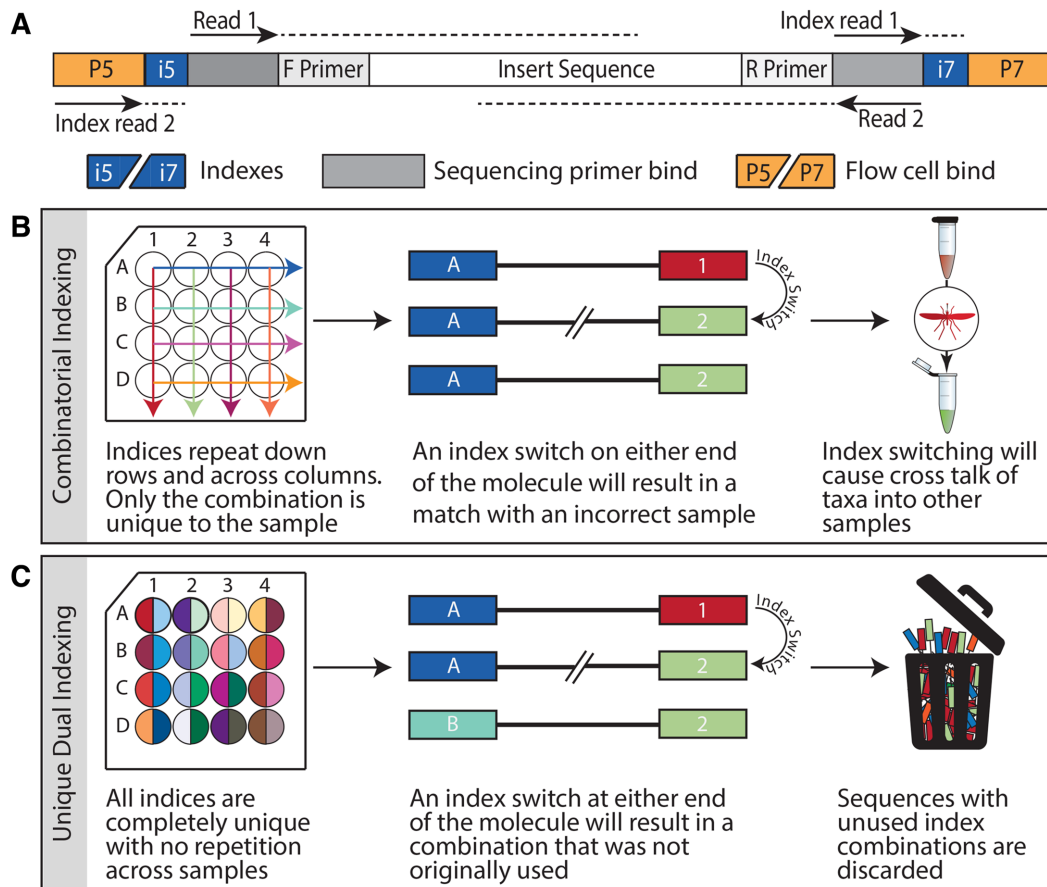 A
Read 1
Index read 1
P5 i5 F Primer Insert Sequence R Primer i7 P7
Index read 2
Read 2
i5 i7 Indexes
Sequencing primer bind
P5 P7 Flow cell bind
B
Combinatorial Indexing
1 2 3 4
A
B
C
D
Indices repeat down
rows and across columns.
Only the combination is
unique to the sample
A 1
Index Switch
A 2
A 2
An index switch on either end
of the molecule will result in a
match with an incorrect sample
Index switching will
cause cross talk of
taxa into other
samples
C
Unique Dual Indexing
1 2 3 4
A
B
C
D
All indices are
completely unique
with no repetition
across samples
A 1
Index Switch
A 2
B 2
An index switch at either end
of the molecule will result in a
combination that was not
originally used
Sequences with
unused index
combinations are
discarded